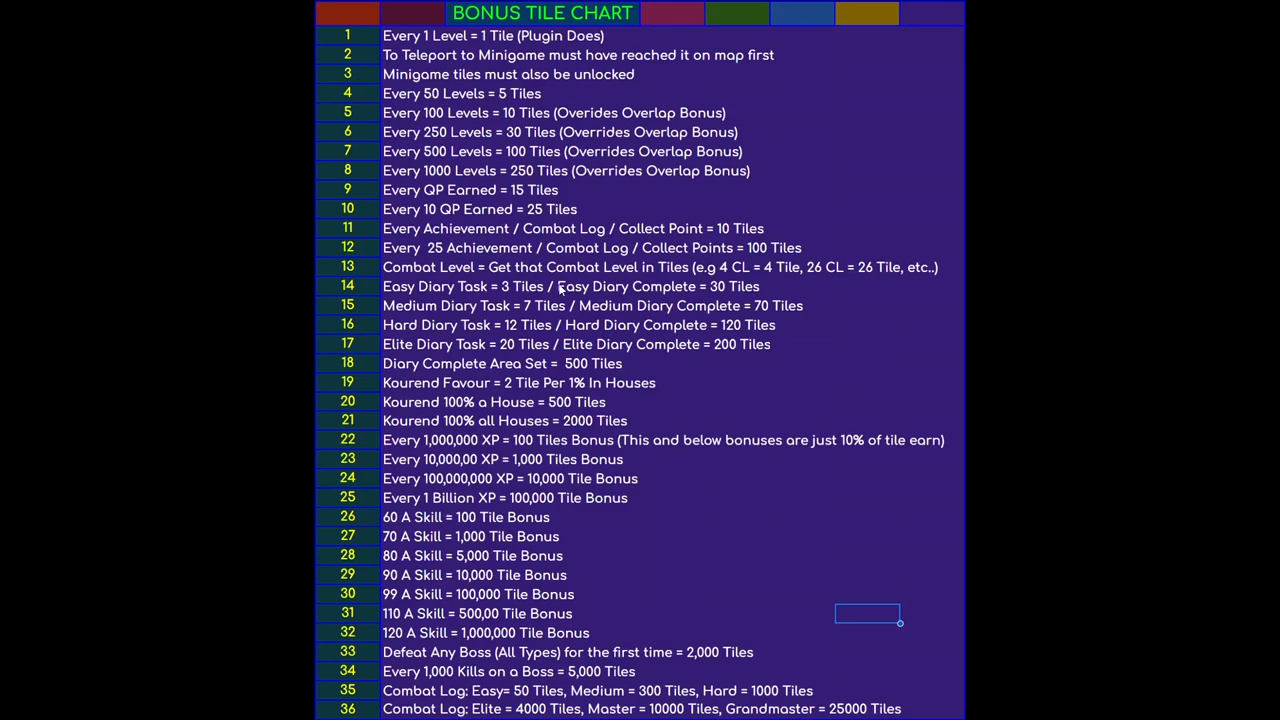 BONUS TILE CHART
1 Every 1 Level = 1 Tile (Plugin Does)
2 To Teleport to Minigame must have reached it on map first
3 Minigame tiles must also be unlocked
4 Every 50 Levels = 5 Tiles
5 Every 100 Levels = 10 Tiles (Overides Overlap Bonus)
6 Every 250 Levels = 30 Tiles (Overrides Overlap Bonus)
7 Every 500 Levels = 100 Tiles (Overrides Overlap Bonus)
8 Every 1000 Levels = 250 Tiles (Overrides Overlap Bonus)
9 Every QP Earned = 15 Tiles
10 Every 10 QP Earned = 25 Tiles
11 Every Achievement / Combat Log / Collect Point = 10 Tiles
12 Every  25 Achievement / Combat Log / Collect Points = 100 Tiles
13 Combat Level = Get that Combat Level in Tiles (e.g 4 CL = 4 Tile, 26 CL = 26 Tile, etc..)
14 Easy Diary Task = 3 Tiles / Easy Diary Complete = 30 Tiles
15 Medium Diary Task = 7 Tiles / Medium Diary Complete = 70 Tiles
16 Hard Diary Task = 12 Tiles / Hard Diary Complete = 120 Tiles
17 Elite Diary Task = 20 Tiles / Elite Diary Complete = 200 Tiles
18 Diary Complete Area Set =  500 Tiles
19 Kourend Favour = 2 Tile Per 1% In Houses
20 Kourend 100% a House = 500 Tiles
21 Kourend 100% all Houses = 2000 Tiles
22 Every 1,000,000 XP = 100 Tiles Bonus (This and below bonuses are just 10% of tile earn)
23 Every 10,000,00 XP = 1,000 Tiles Bonus
24 Every 100,000,000 XP = 10,000 Tile Bonus
25 Every 1 Billion XP = 100,000 Tile Bonus
26 60 A Skill = 100 Tile Bonus
27 70 A Skill = 1,000 Tile Bonus
28 80 A Skill = 5,000 Tile Bonus
29 90 A Skill = 10,000 Tile Bonus
30 99 A Skill = 100,000 Tile Bonus
31 110 A Skill = 500,00 Tile Bonus
32 120 A Skill = 1,000,000 Tile Bonus
33 Defeat Any Boss (All Types) for the first time = 2,000 Tiles
34 Every 1,000 Kills on a Boss = 5,000 Tiles
35 Combat Log: Easy= 50 Tiles, Medium = 300 Tiles, Hard = 1000 Tiles
36 Combat Log: Elite = 4000 Tiles, Master = 10000 Tiles, Grandmaster = 25000 Tiles